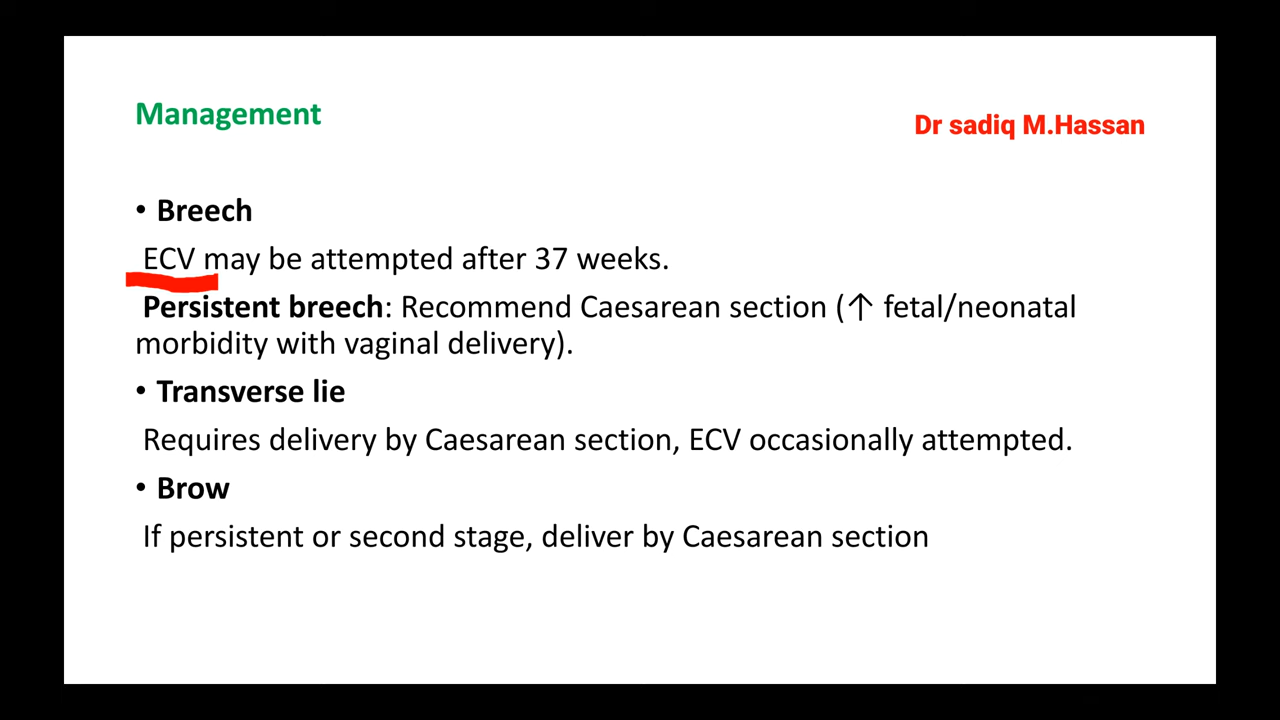 Management
Dr sadiq M.Hassan
• Breech
ECV may be attempted after 37 weeks.
Persistent breech: Recommend Caesarean section (↑ fetal/neonatal
morbidity with vaginal delivery).
• Transverse lie
Requires delivery by Caesarean section, ECV occasionally attempted.
• Brow
If persistent or second stage, deliver by Caesarean section